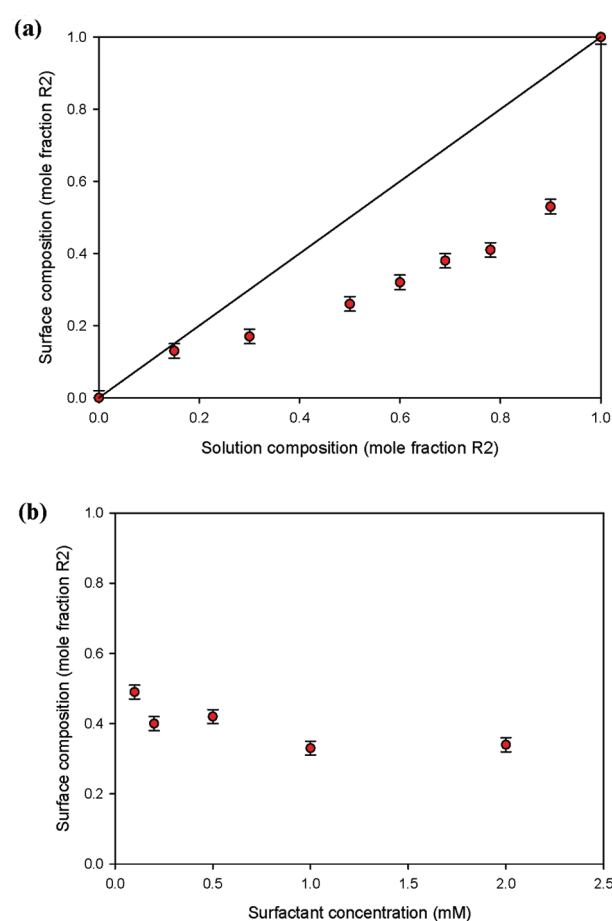 (a)
Surface composition (mole fraction R2)
1.0
0.8
0.6
0.4
0.2
0.0
0.0 0.2 0.4 0.6 0.8 1.0
Solution composition (mole fraction R2)
(b)
Surface composition (mole fraction R2)
1.0
0.8
0.6
0.4
0.2
0.0
0.0 0.5 1.0 1.5 2.0 2.5
Surfactant concentration (mM)